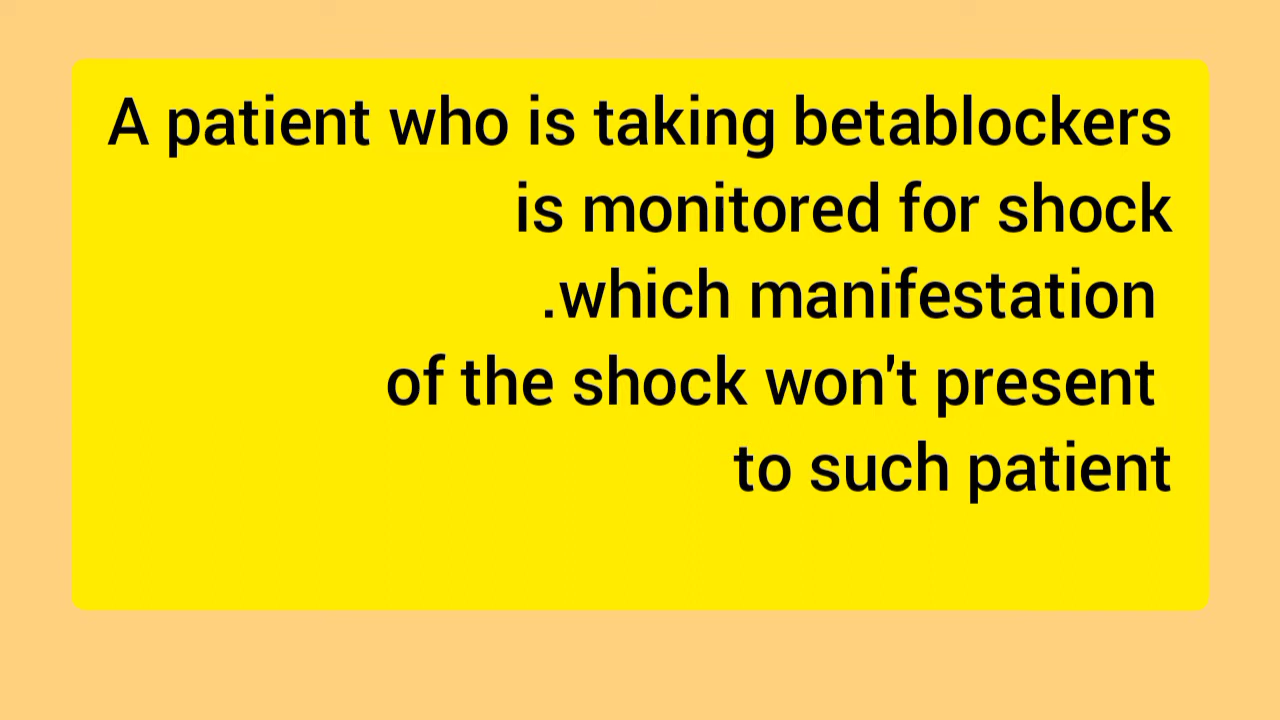 A patient who is taking betablockers
is monitored for shock
.which manifestation
of the shock won't present
to such patient